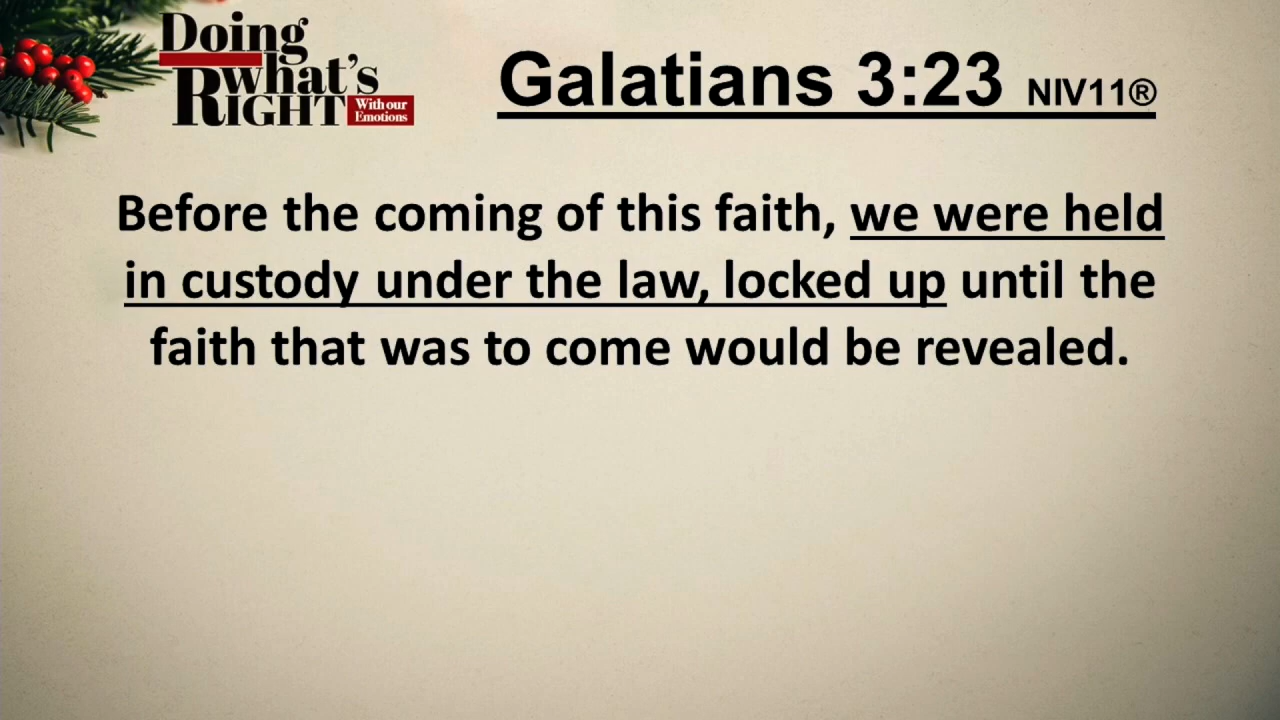 Doing
what's
RIGHT
With our
Emotions
Galatians 3:23 NIV11®
Before the coming of this faith, we were held
in custody under the law, locked up until the
faith that was to come would be revealed.